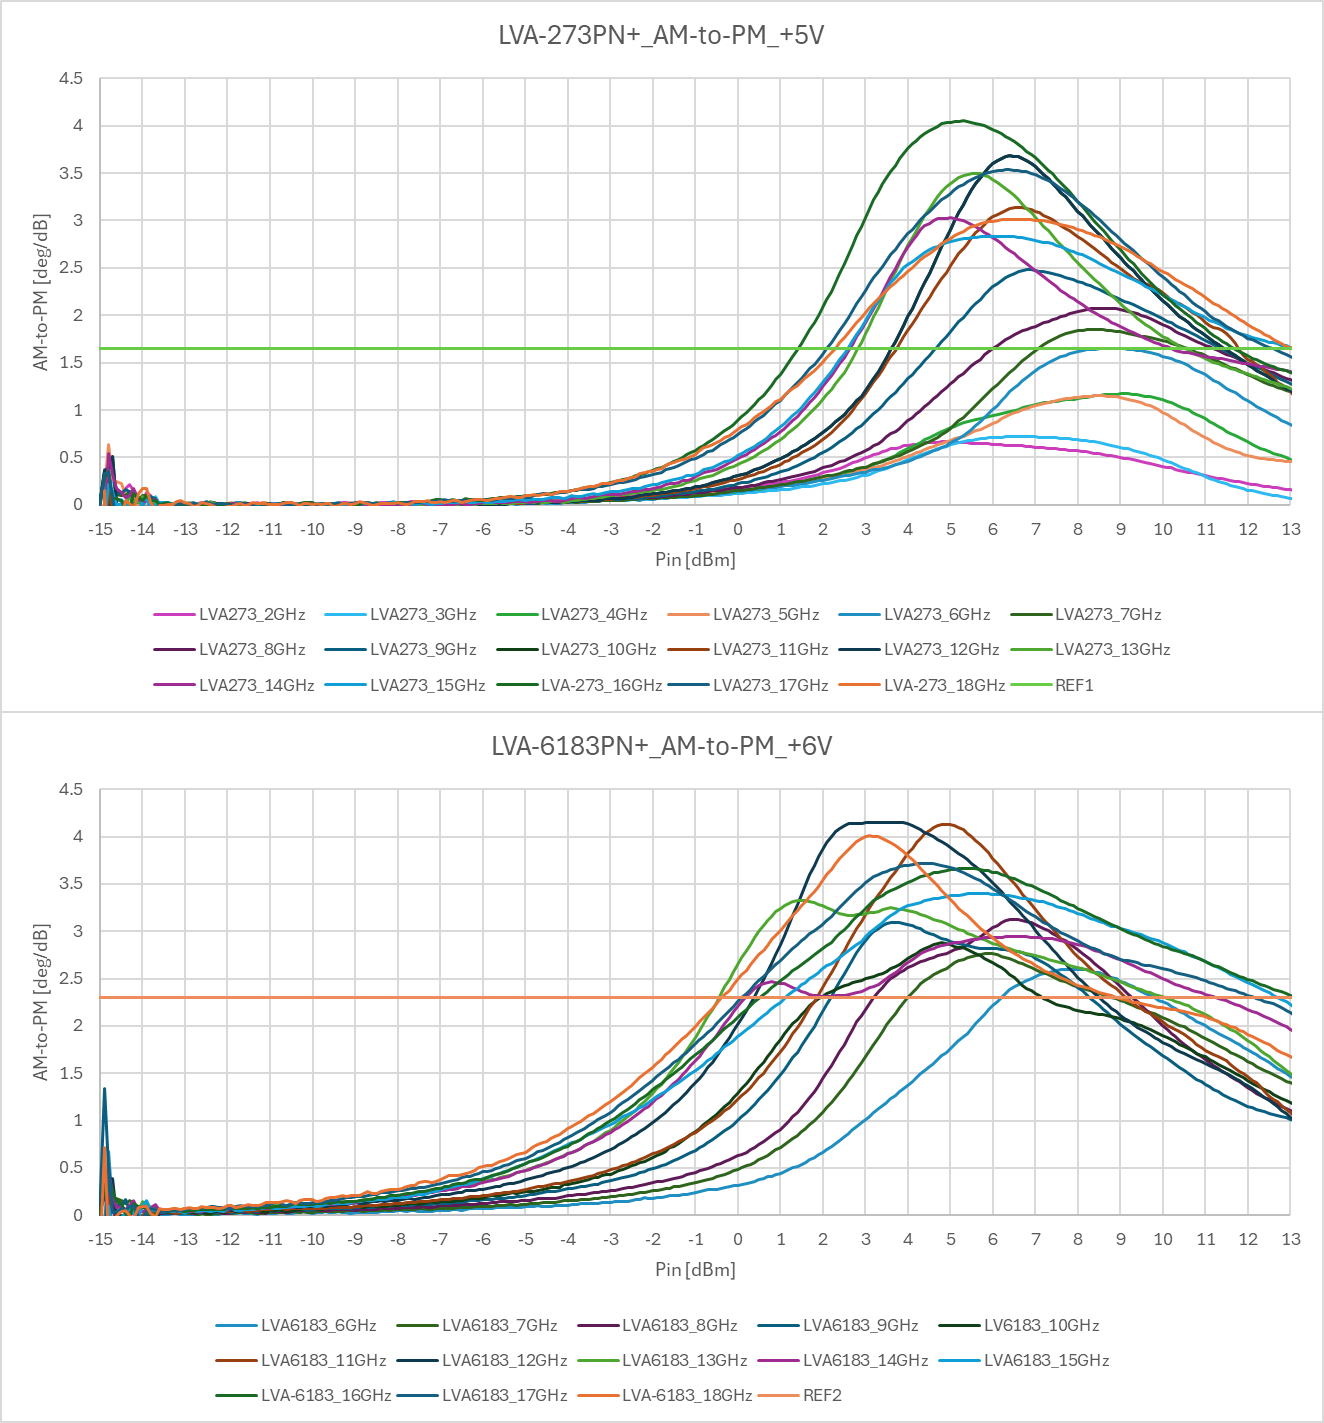 LVA-273PN+_AM-to-PM_+5V
4.5
4
3.5
3
2.5
2
1.5
1
0.5
0
AM-to-PM [deg/dB]
-15 -14 -13 -12 -11 -10 -9 -8 -7 -6 -5 -4 -3 -2 -1 0 1 2 3 4 5 6 7 8 9 10 11 12 13
Pin [dBm]
LVA273_2GHz LVA273_3GHz LVA273_4GHz LVA273_5GHz LVA273_6GHz LVA273_7GHz
LVA273_8GHz LVA273_9GHz LVA273_10GHz LVA273_11GHz LVA273_12GHz LVA273_13GHz
LVA273_14GHz LVA273_15GHz LVA-273_16GHz LVA273_17GHz LVA-273_18GHz REF1
LVA-6183PN+_AM-to-PM_+6V
4.5
4
3.5
3
2.5
2
1.5
1
0.5
0
AM-to-PM [deg/dB]
-15 -14 -13 -12 -11 -10 -9 -8 -7 -6 -5 -4 -3 -2 -1 0 1 2 3 4 5 6 7 8 9 10 11 12 13
Pin [dBm]
LVA6183_6GHz LVA6183_7GHz LVA6183_8GHz LVA6183_9GHz LV6183_10GHz
LVA6183_11GHz LVA6183_12GHz LVA6183_13GHz LVA6183_14GHz LVA6183_15GHz
LVA-6183_16GHz LVA6183_17GHz LVA-6183_18GHz REF2